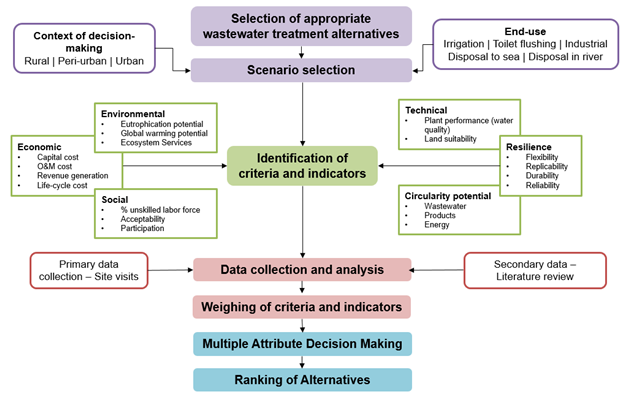 Selection of appropriate
wastewater treatment alternatives
Context of decision-
making
Rural | Peri-urban | Urban
End-use
Irrigation | Toilet flushing | Industrial
Disposal to sea | Disposal in river
Scenario selection
Environmental
• Eutrophication potential
• Global warming potential
• Ecosystem Services
Economic
• Capital cost
• O&M cost
• Revenue generation
• Life-cycle cost
Social
• % unskilled labor force
• Acceptability
• Participation
Identification of
criteria and indicators
Technical
• Plant performance (water
quality)
• Land suitability
Resilience
• Flexibility
• Replicability
• Durability
• Reliability
Circularity potential
• Wastewater
• Products
• Energy
Primary data
collection – Site visits
Data collection and analysis
Secondary data –
Literature review
Weighing of criteria and indicators
Multiple Attribute Decision Making
Ranking of Alternatives